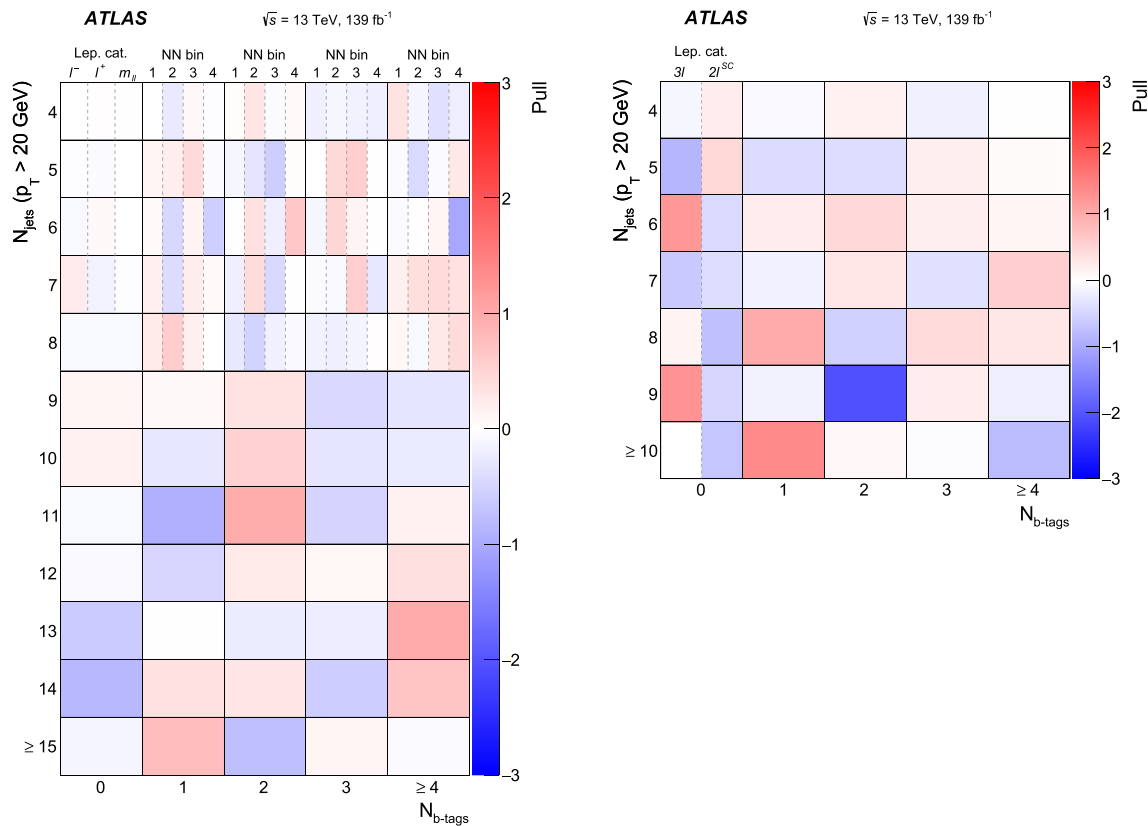 ATLAS √s = 13 TeV, 139 fb⁻¹
Lep. cat. NN bin NN bin NN bin NN bin
l⁻ l⁺ mₗₗ 1 2 3 4 1 2 3 4 1 2 3 4 1 2 3 4
N_jets (p_T > 20 GeV)
4
5
6
7
8
9
10
11
12
13
14
≥ 15
0 1 2 3 ≥ 4
N_b-tags
Pull
3
2
1
0
−1
−2
−3
ATLAS √s = 13 TeV, 139 fb⁻¹
Lep. cat.
3l 2l^SC
N_jets (p_T > 20 GeV)
4
5
6
7
8
9
≥ 10
0 1 2 3 ≥ 4
N_b-tags
Pull
3
2
1
0
−1
−2
−3